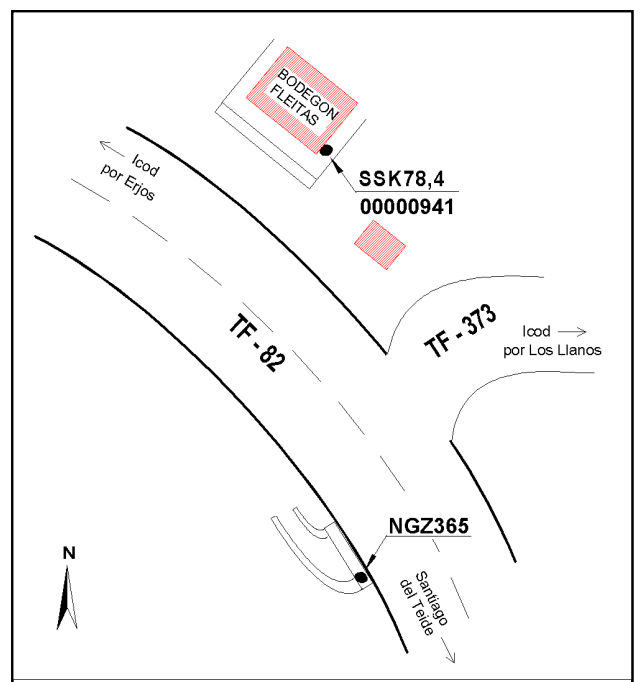 BODEGON
FLEITAS
Icod
por Erjos
SSK78,4
00000941
TF - 82
TF - 373
Icod
por Los Llanos
NGZ365
N
Santiago
del Teide